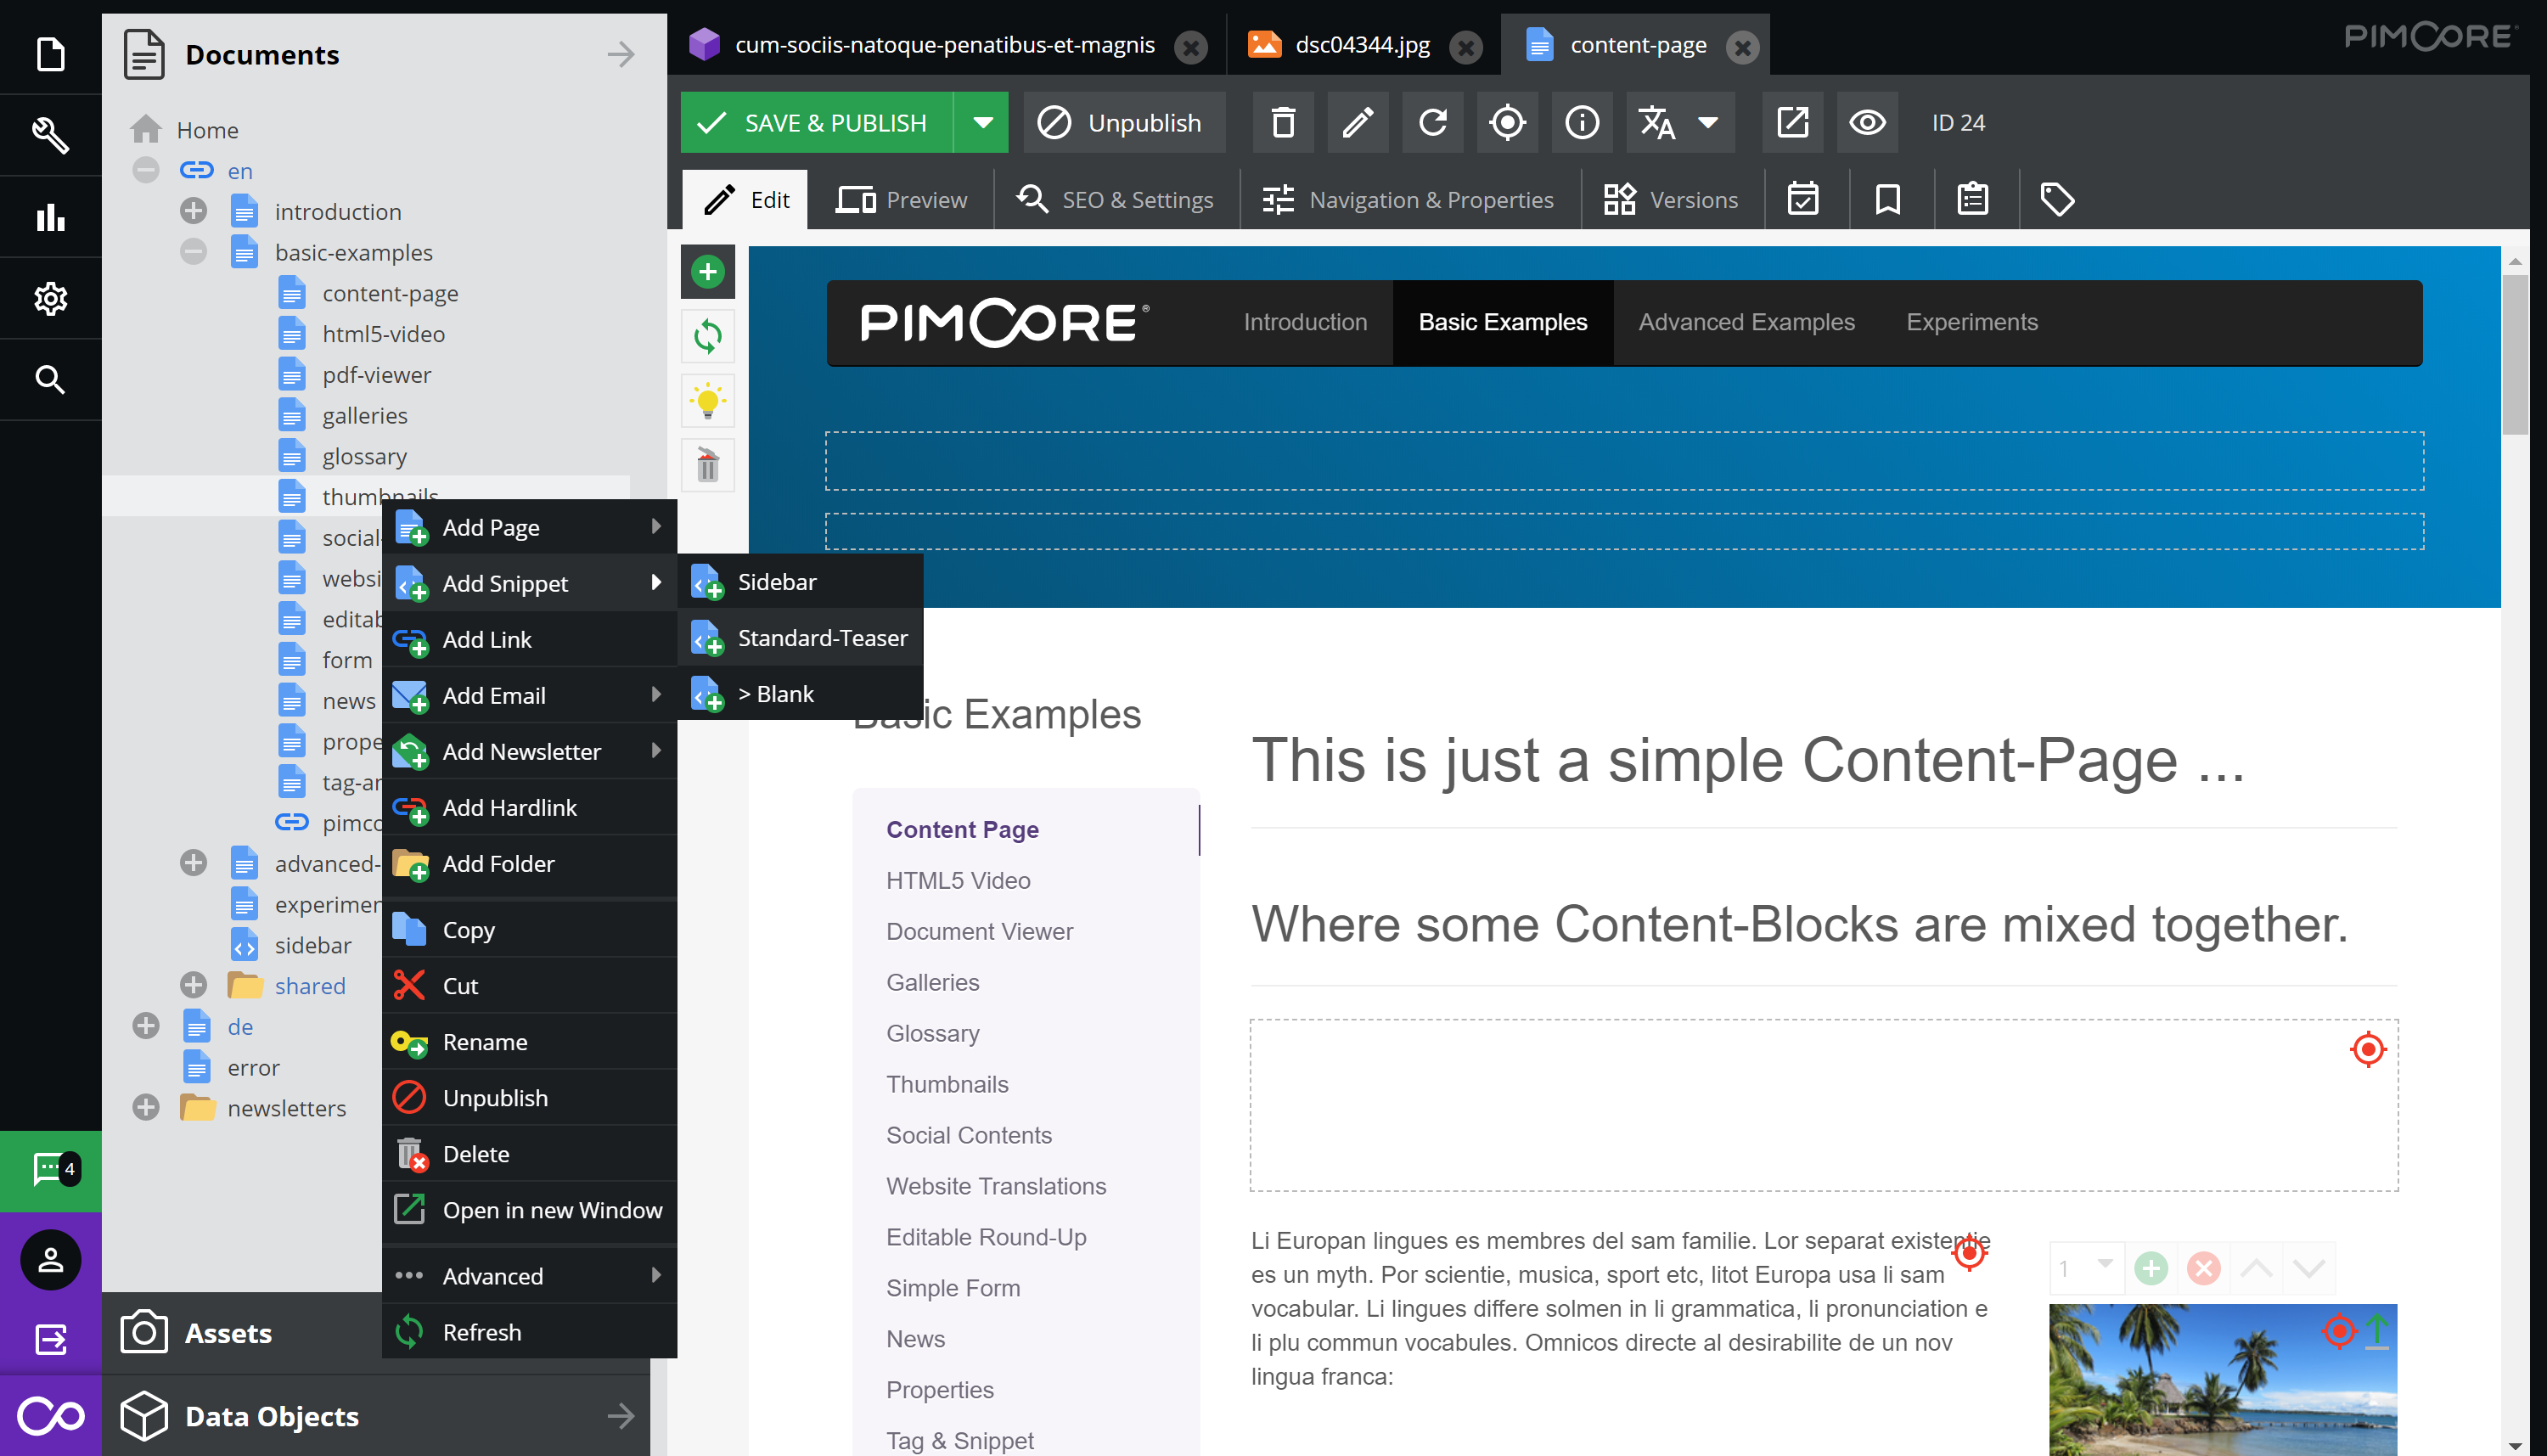 Documents
Home
en
introduction
basic-examples
content-page
html5-video
pdf-viewer
galleries
glossary
thumbnails
social-
websi
editab
form
news
prope
tag-ar
pimco
advanced-
experimer
sidebar
shared
de
error
newsletters
4
Assets
Data Objects
Add Page
Add Snippet
Add Link
Add Email
Add Newsletter
Add Hardlink
Add Folder
Copy
Cut
Rename
Unpublish
Delete
Open in new Window
Advanced
Refresh
Sidebar
Standard-Teaser
> Blank
cum-sociis-natoque-penatibus-et-magnis
dsc04344.jpg
content-page
PIMCORE
SAVE & PUBLISH
Unpublish
ID 24
Edit
Preview
SEO & Settings
Navigation & Properties
Versions
PIMCORE®
Introduction
Basic Examples
Advanced Examples
Experiments
Basic Examples
Content Page
HTML5 Video
Document Viewer
Galleries
Glossary
Thumbnails
Social Contents
Website Translations
Editable Round-Up
Simple Form
News
Properties
Tag & Snippet
This is just a simple Content-Page ...
Where some Content-Blocks are mixed together.
Li Europan lingues es membres del sam familie. Lor separat existentie
es un myth. Por scientie, musica, sport etc, litot Europa usa li sam
vocabular. Li lingues differe solmen in li grammatica, li pronunciation e
li plu commun vocabules. Omnicos directe al desirabilite de un nov
lingua franca:
1